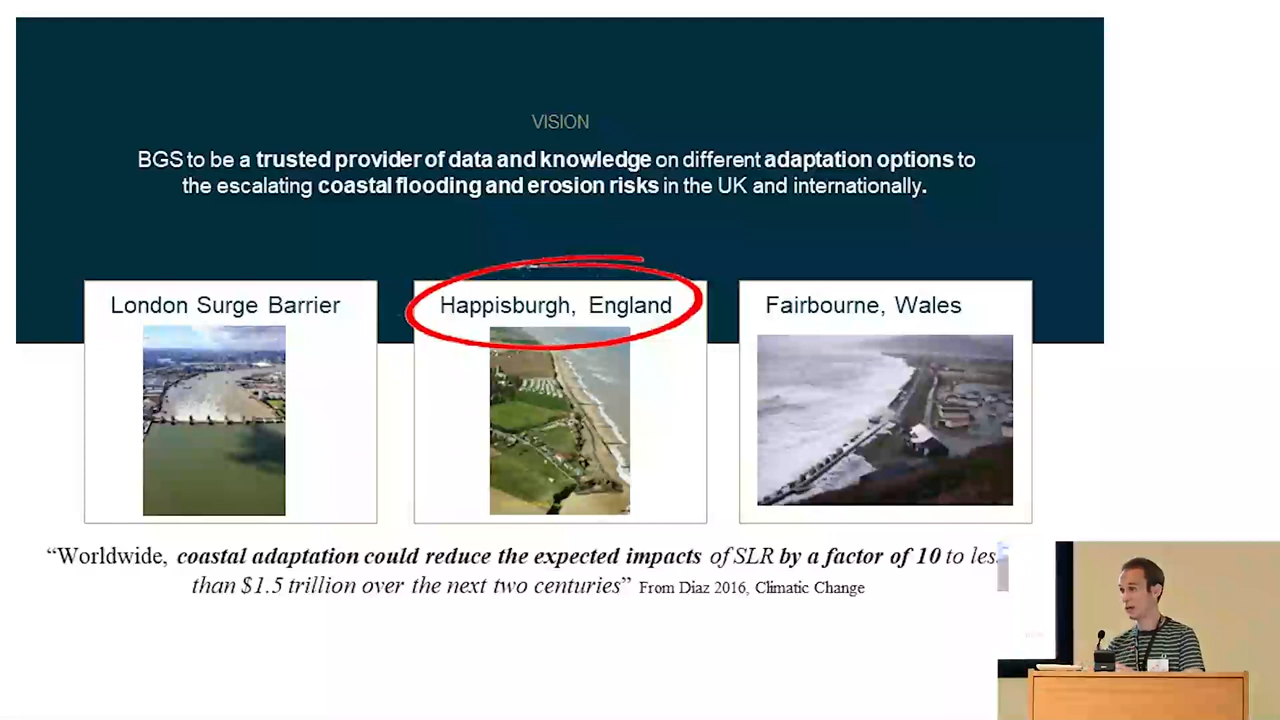 VISION
BGS to be a trusted provider of data and knowledge on different adaptation options to
the escalating coastal flooding and erosion risks in the UK and internationally.
London Surge Barrier
Happisburgh, England
Fairbourne, Wales
“Worldwide, coastal adaptation could reduce the expected impacts of SLR by a factor of 10 to les
than $1.5 trillion over the next two centuries” From Diaz 2016, Climatic Change